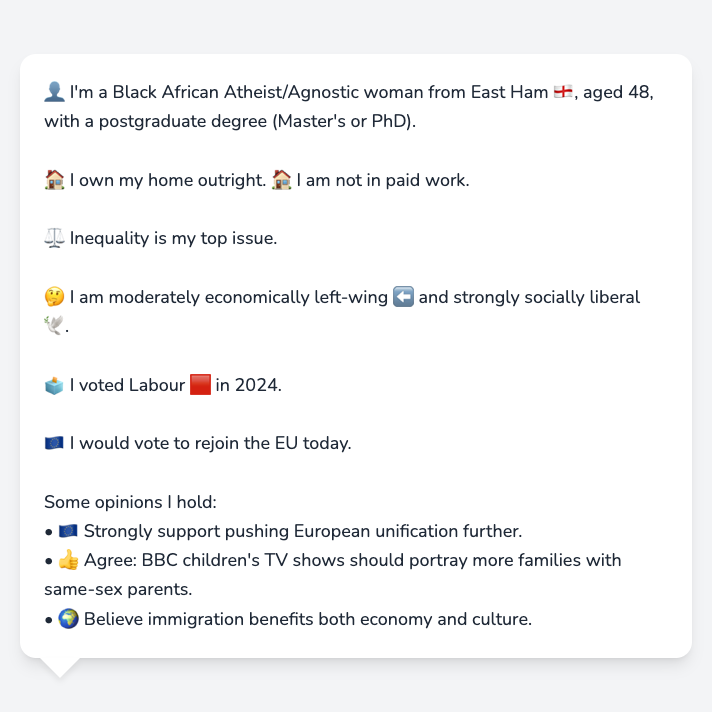 👤 I'm a Black African Atheist/Agnostic woman from East Ham 🏴󠁧󠁢󠁥󠁮󠁧󠁿, aged 48,
with a postgraduate degree (Master's or PhD).
🏠 I own my home outright. 🏠 I am not in paid work.
⚖️ Inequality is my top issue.
🤔 I am moderately economically left-wing ⬅️ and strongly socially liberal
🕊️.
🗳️ I voted Labour 🟥 in 2024.
🇪🇺 I would vote to rejoin the EU today.
Some opinions I hold:
• 🇪🇺 Strongly support pushing European unification further.
• 👍 Agree: BBC children's TV shows should portray more families with
same-sex parents.
• 🌍 Believe immigration benefits both economy and culture.